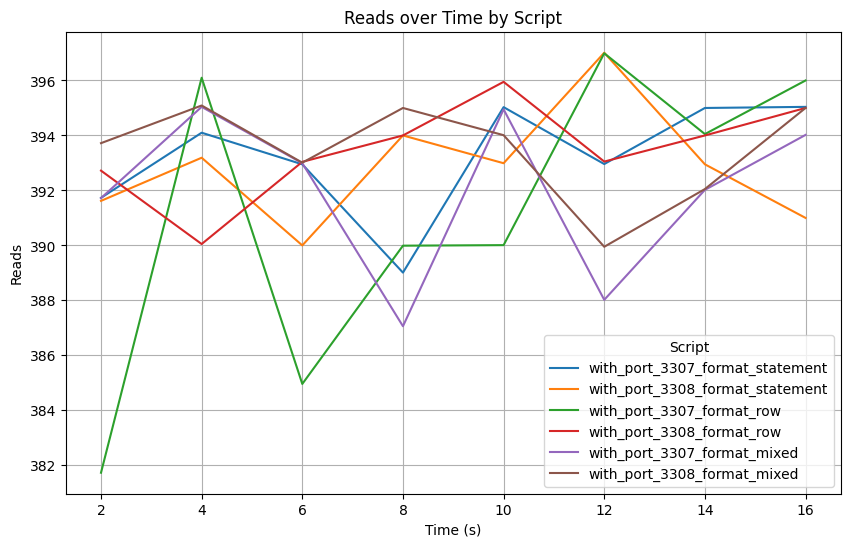 Reads over Time by Script
396
394
392
390
388
386
384
382
Reads
2 4 6 8 10 12 14 16
Time (s)
Script
with_port_3307_format_statement
with_port_3308_format_statement
with_port_3307_format_row
with_port_3308_format_row
with_port_3307_format_mixed
with_port_3308_format_mixed